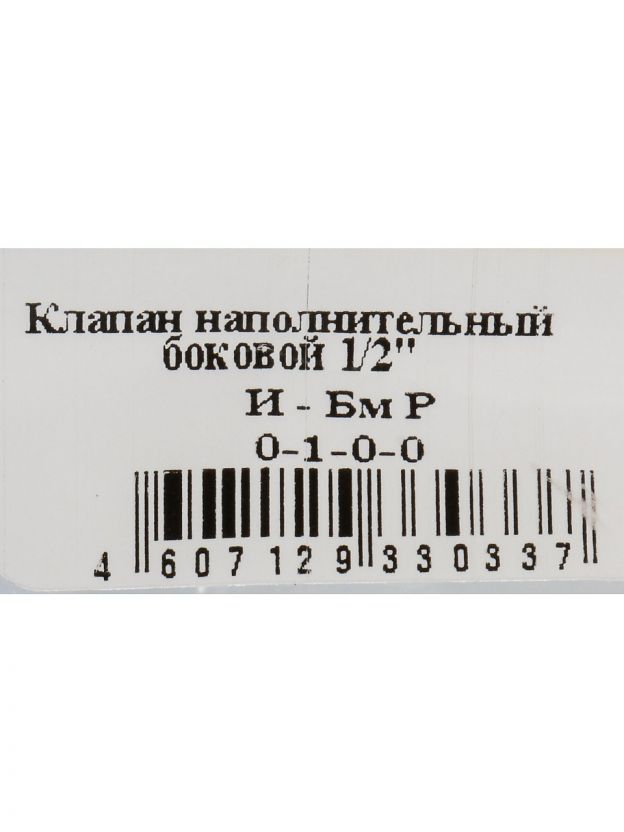 Клапан наполнительный
боковой 1/2"
И - Бм Р
0-1-0-0
4 607129 330337